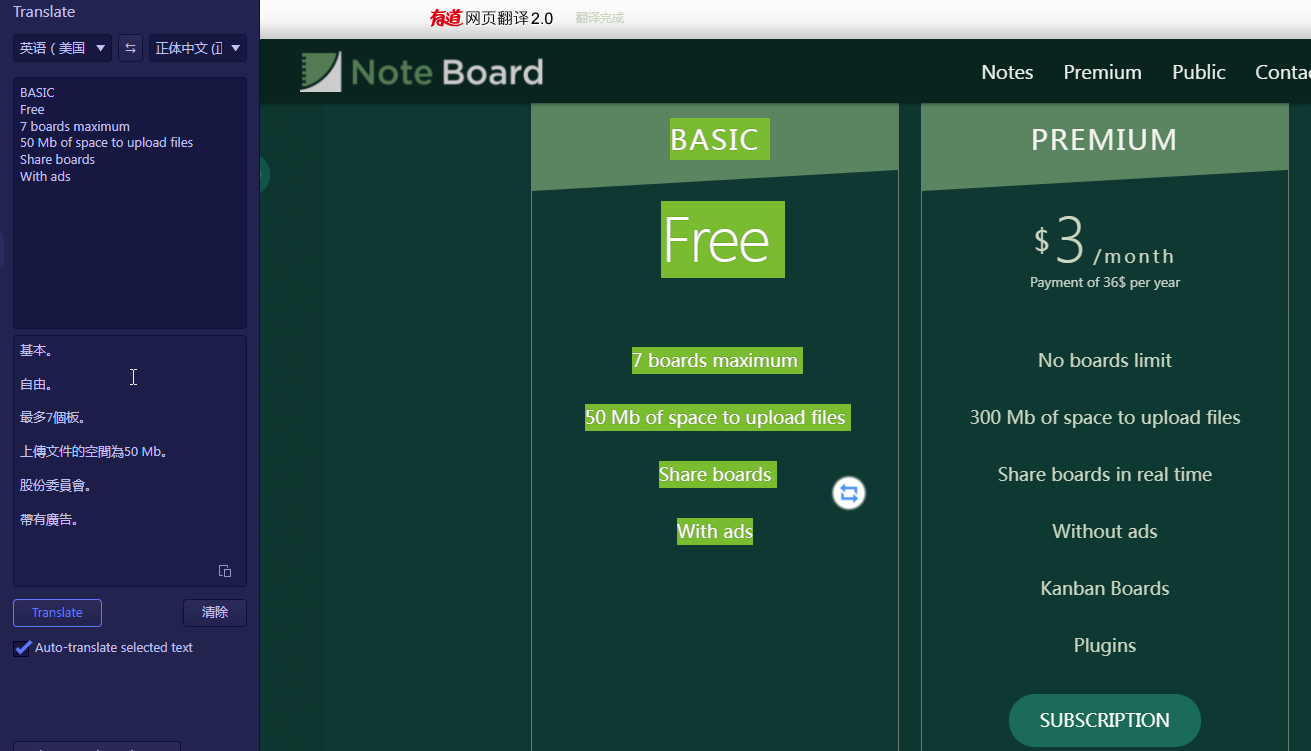 Translate
英语 ( 美国
正体中文 (正
BASIC
Free
7 boards maximum
50 Mb of space to upload files
Share boards
With ads
基本。
自由。
最多7個板。
上傳文件的空間為50 Mb。
股份委員會。
帶有廣告。
Translate
清除
Auto-translate selected text
有道 网页翻译2.0
翻译完成
Note Board
Notes
Premium
Public
Conta
BASIC
Free
7 boards maximum
50 Mb of space to upload files
Share boards
With ads
PREMIUM
$3 /month
Payment of 36$ per year
No boards limit
300 Mb of space to upload files
Share boards in real time
Without ads
Kanban Boards
Plugins
SUBSCRIPTION